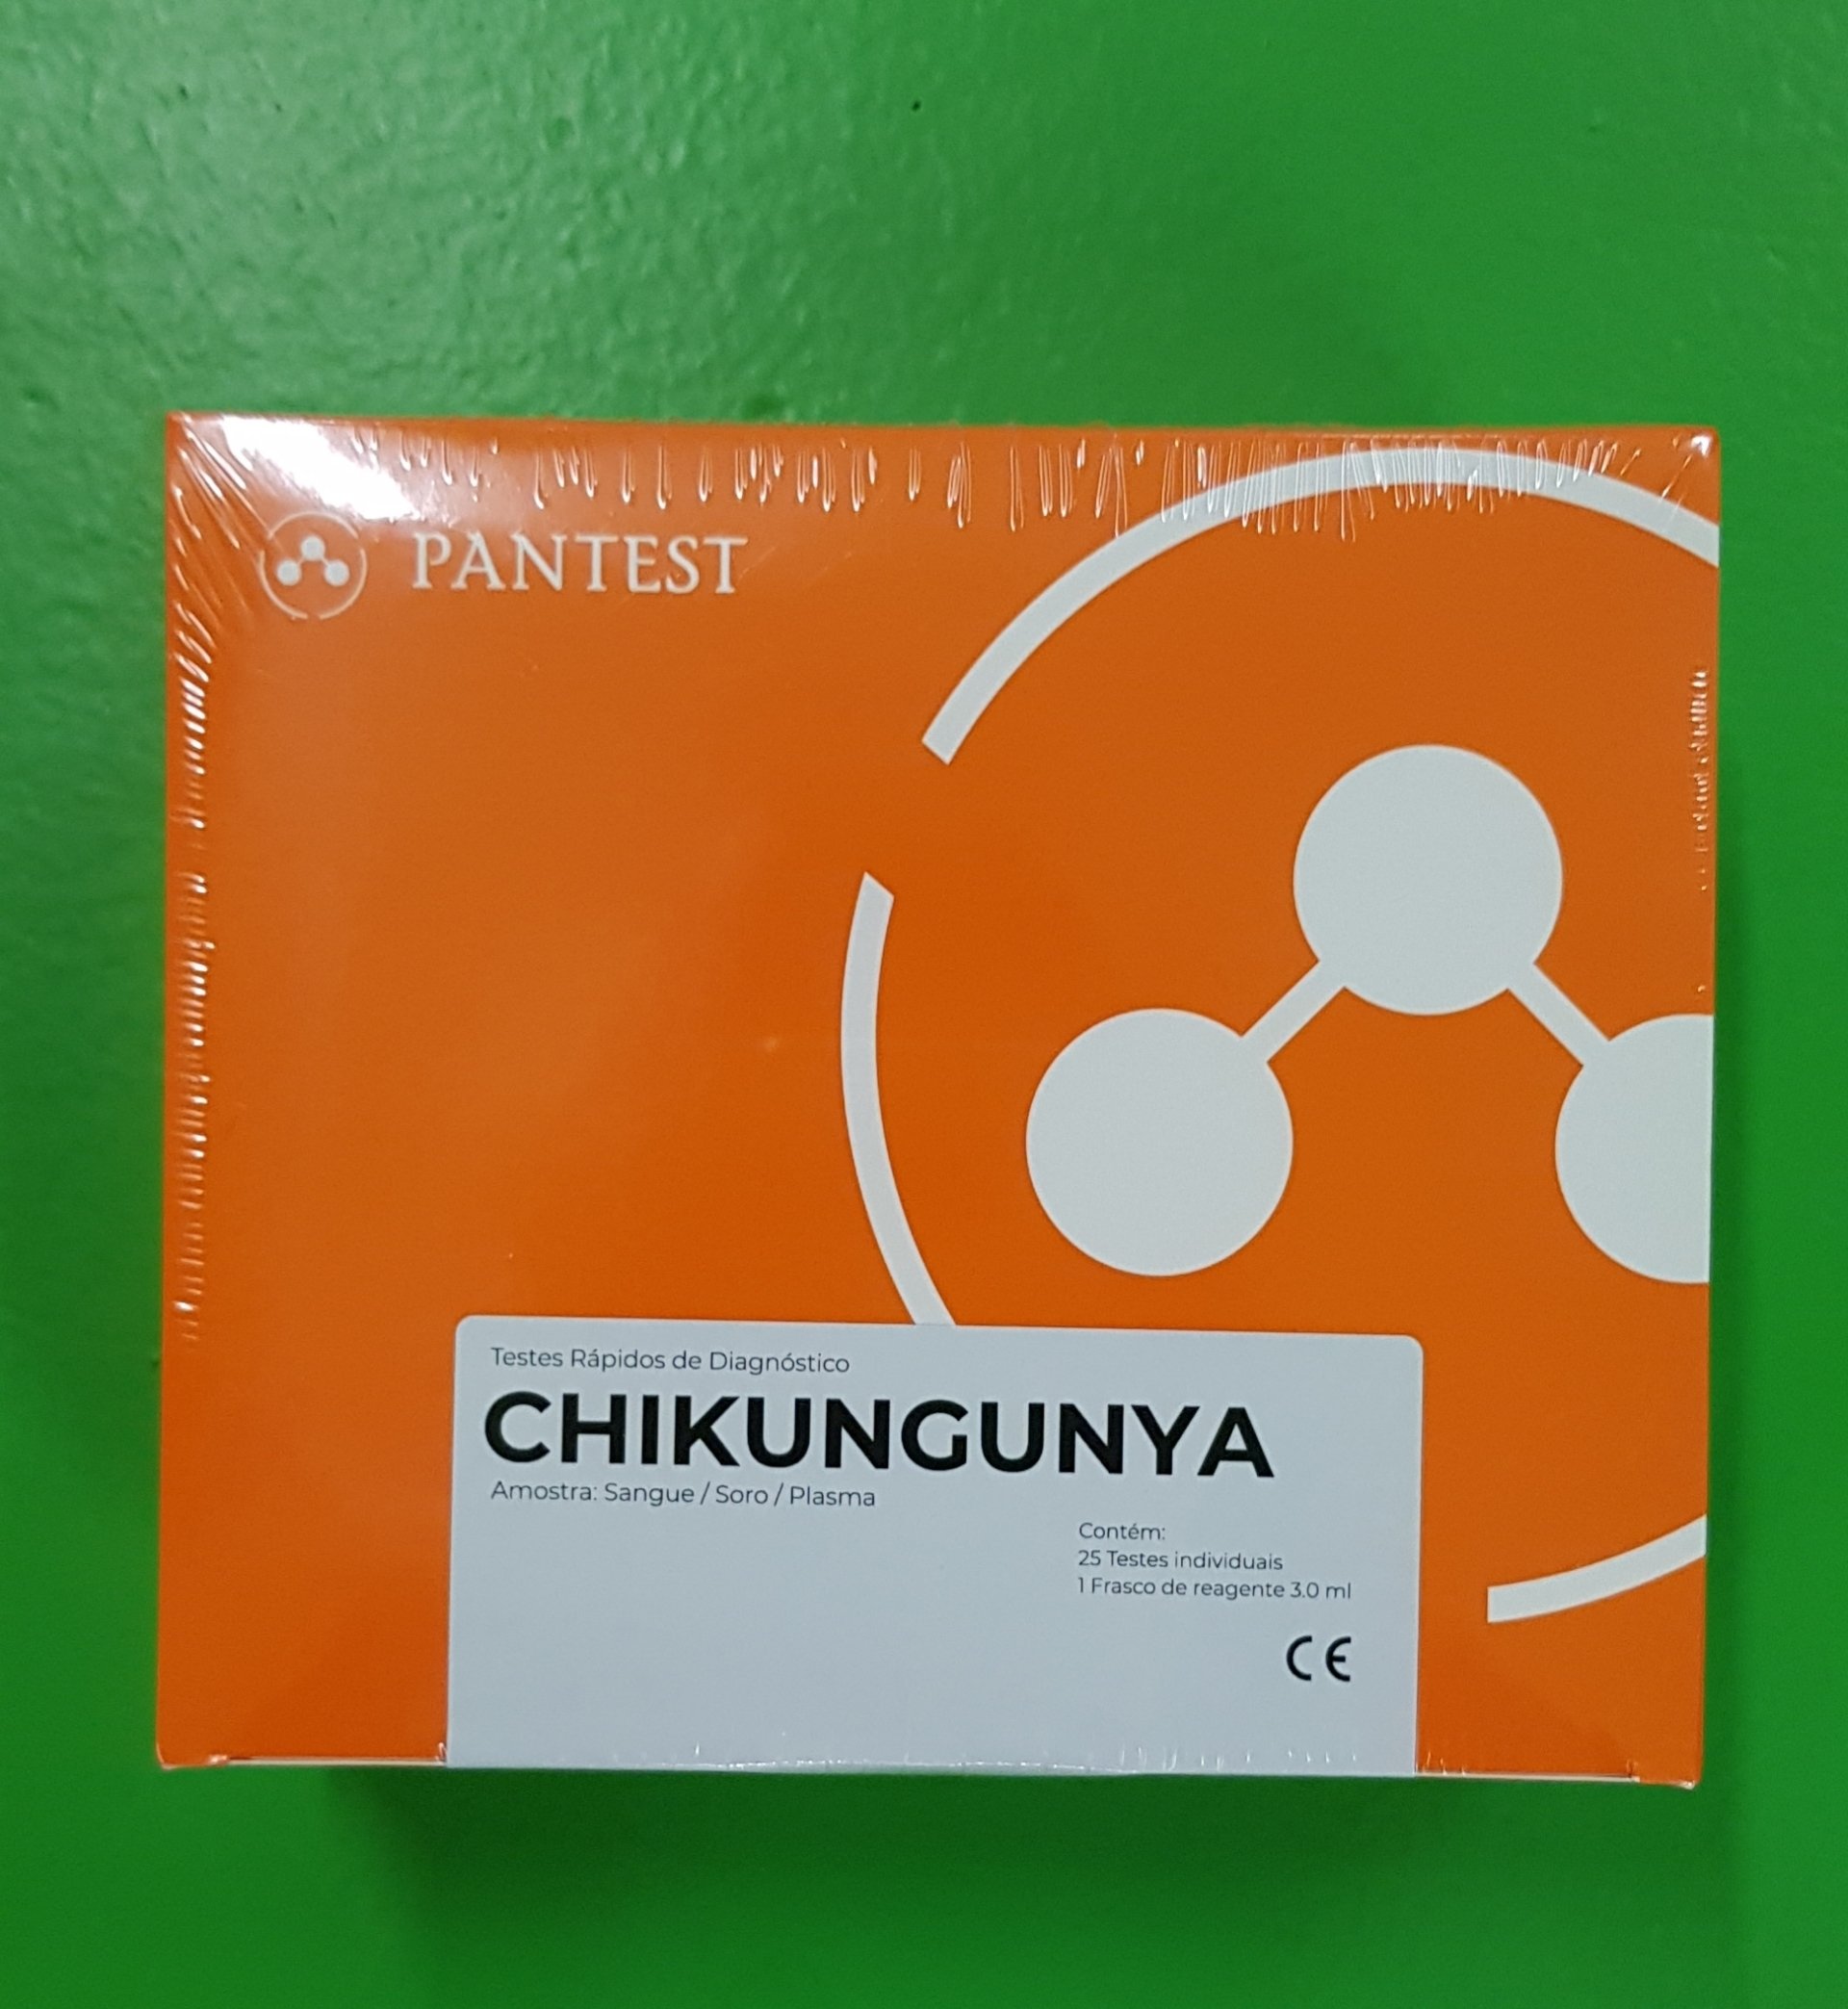 PANTEST
Testes Rápidos de Diagnóstico
CHIKUNGUNYA
Amostra: Sangue / Soro / Plasma
Contém:
25 Testes individuais
1 Frasco de reagente 3.0 ml
CE